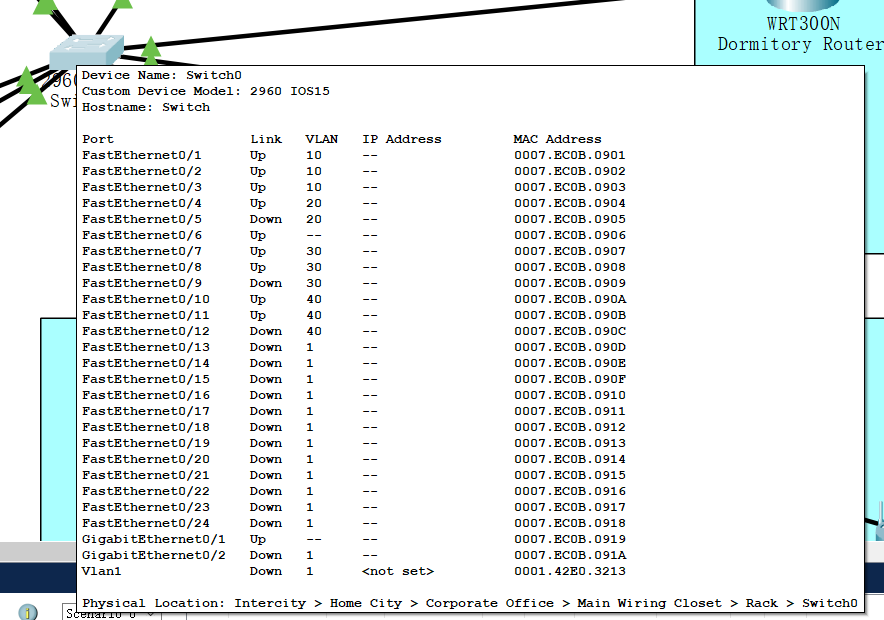 WRT300N
Dormitory Router
2960
Device Name: Switch0
Custom Device Model: 2960 IOS15
Hostname: Switch
Port Link VLAN IP Address MAC Address
FastEthernet0/1 Up 10 -- 0007.EC0B.0901
FastEthernet0/2 Up 10 -- 0007.EC0B.0902
FastEthernet0/3 Up 10 -- 0007.EC0B.0903
FastEthernet0/4 Up 20 -- 0007.EC0B.0904
FastEthernet0/5 Down 20 -- 0007.EC0B.0905
FastEthernet0/6 Up -- -- 0007.EC0B.0906
FastEthernet0/7 Up 30 -- 0007.EC0B.0907
FastEthernet0/8 Up 30 -- 0007.EC0B.0908
FastEthernet0/9 Down 30 -- 0007.EC0B.0909
FastEthernet0/10 Up 40 -- 0007.EC0B.090A
FastEthernet0/11 Up 40 -- 0007.EC0B.090B
FastEthernet0/12 Down 40 -- 0007.EC0B.090C
FastEthernet0/13 Down 1 -- 0007.EC0B.090D
FastEthernet0/14 Down 1 -- 0007.EC0B.090E
FastEthernet0/15 Down 1 -- 0007.EC0B.090F
FastEthernet0/16 Down 1 -- 0007.EC0B.0910
FastEthernet0/17 Down 1 -- 0007.EC0B.0911
FastEthernet0/18 Down 1 -- 0007.EC0B.0912
FastEthernet0/19 Down 1 -- 0007.EC0B.0913
FastEthernet0/20 Down 1 -- 0007.EC0B.0914
FastEthernet0/21 Down 1 -- 0007.EC0B.0915
FastEthernet0/22 Down 1 -- 0007.EC0B.0916
FastEthernet0/23 Down 1 -- 0007.EC0B.0917
FastEthernet0/24 Down 1 -- 0007.EC0B.0918
GigabitEthernet0/1 Up -- -- 0007.EC0B.0919
GigabitEthernet0/2 Down 1 -- 0007.EC0B.091A
Vlan1 Down 1 <not set> 0001.42E0.3213
Physical Location: Intercity > Home City > Corporate Office > Main Wiring Closet > Rack > Switch0
Scenario 0